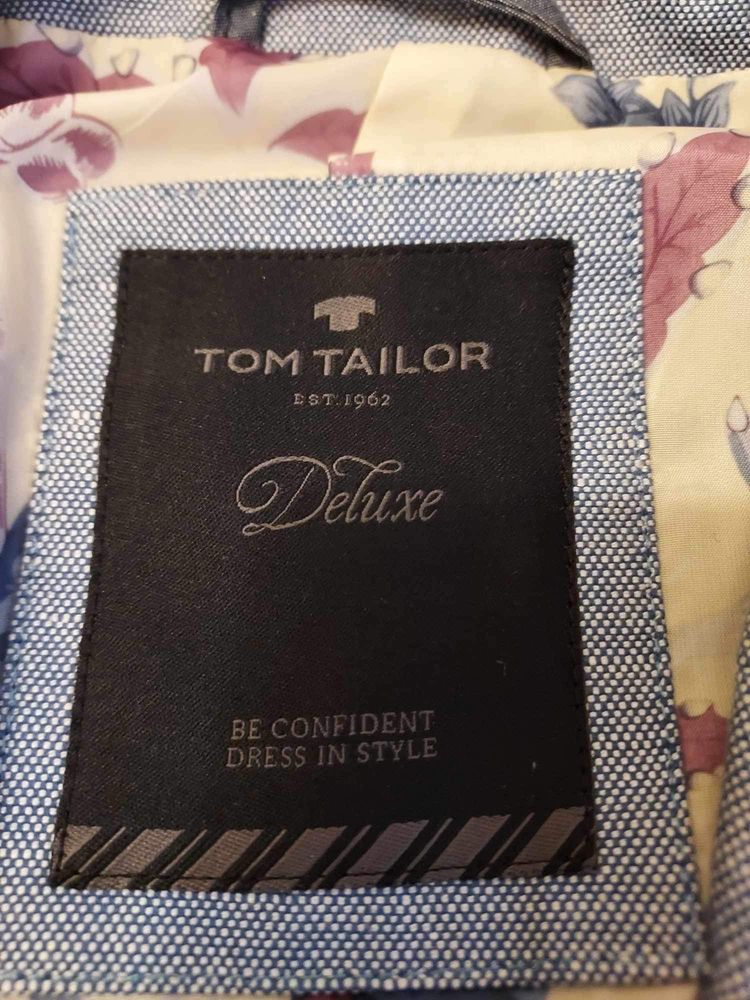 TOM TAILOR
EST. 1962
Deluxe
BE CONFIDENT
DRESS IN STYLE